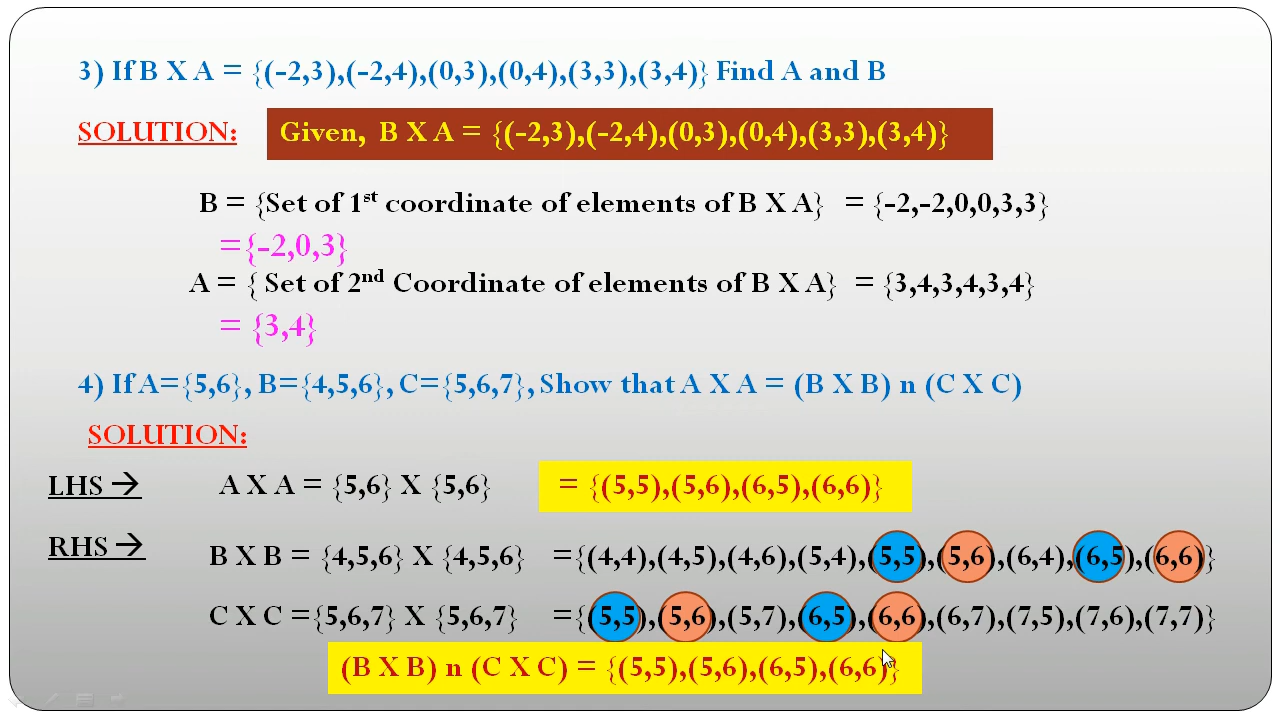 3) If B X A = {(-2,3),(-2,4),(0,3),(0,4),(3,3),(3,4)} Find A and B
SOLUTION: Given, B X A = {(-2,3),(-2,4),(0,3),(0,4),(3,3),(3,4)}
B = {Set of 1st coordinate of elements of B X A} = {-2,-2,0,0,3,3}
={-2,0,3}
A = { Set of 2nd Coordinate of elements of B X A} = {3,4,3,4,3,4}
= {3,4}
4) If A={5,6}, B={4,5,6}, C={5,6,7}, Show that A X A = (B X B) n (C X C)
SOLUTION:
LHS → A X A = {5,6} X {5,6} = {(5,5),(5,6),(6,5),(6,6)}
RHS → B X B = {4,5,6} X {4,5,6} ={(4,4),(4,5),(4,6),(5,4),(5,5),(5,6),(6,4),(6,5),(6,6)}
C X C ={5,6,7} X {5,6,7} ={(5,5),(5,6),(5,7),(6,5),(6,6),(6,7),(7,5),(7,6),(7,7)}
(B X B) n (C X C) = {(5,5),(5,6),(6,5),(6,6)}